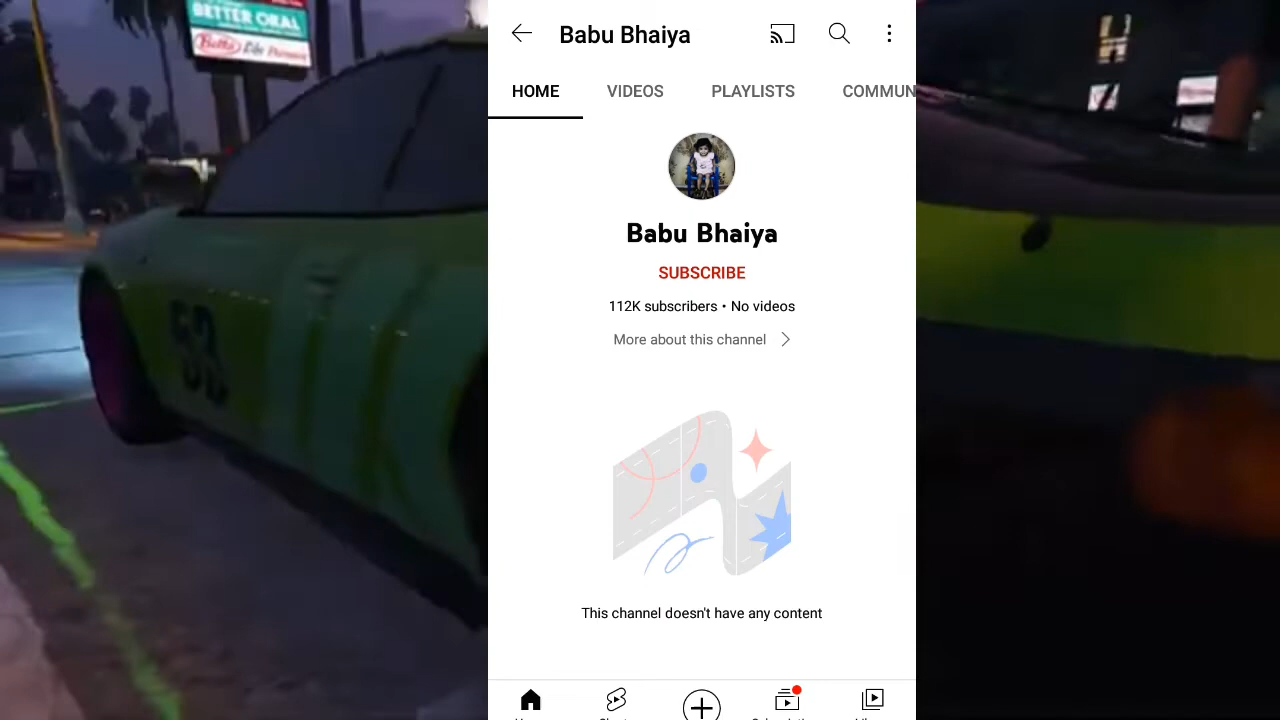 BETTER ORAL
Babu Bhaiya
HOME VIDEOS PLAYLISTS COMMUN
Babu Bhaiya
SUBSCRIBE
112K subscribers • No videos
More about this channel
53
This channel doesn't have any content